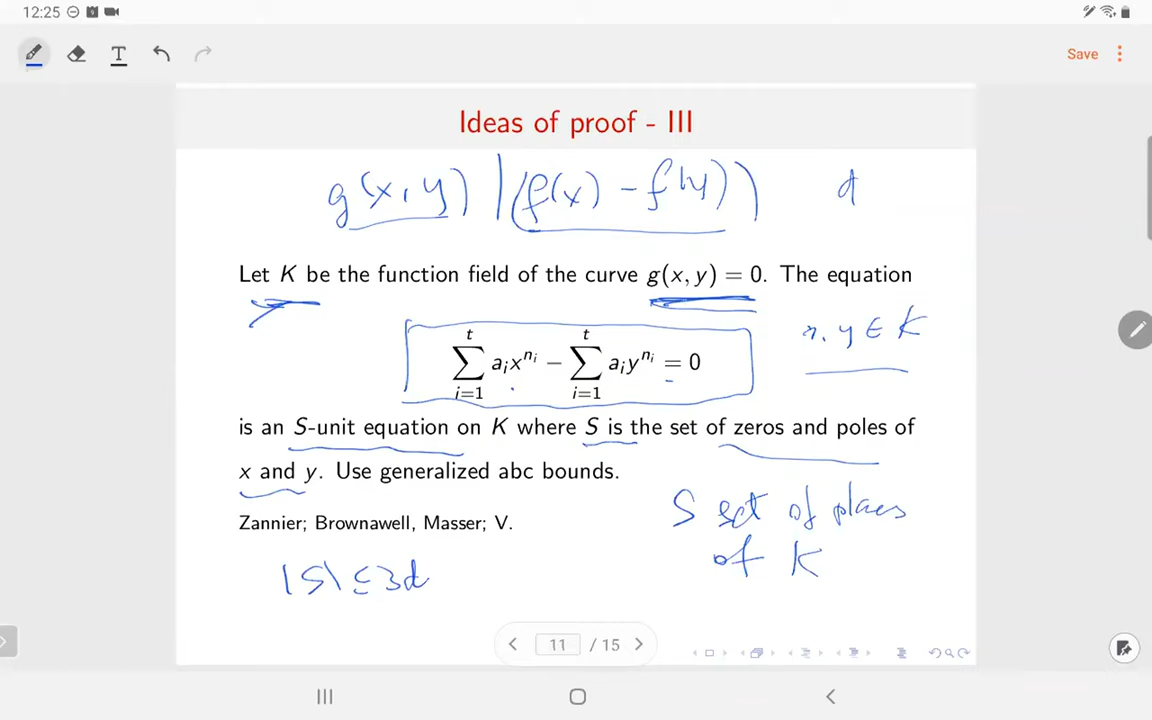 12:25
T
Save
Ideas of proof - III
g(x, y) | (f(x) - f(y)) d
Let K be the function field of the curve g(x, y) = 0. The equation
∑_{i=1}^{t} a_i x^{n_i} − ∑_{i=1}^{t} a_i y^{n_i} = 0
x, y ∈ K
is an S-unit equation on K where S is the set of zeros and poles of
x and y. Use generalized abc bounds.
S set of places
of K
Zannier; Brownawell, Masser; V.
|S| ≤ 3d
11 / 15